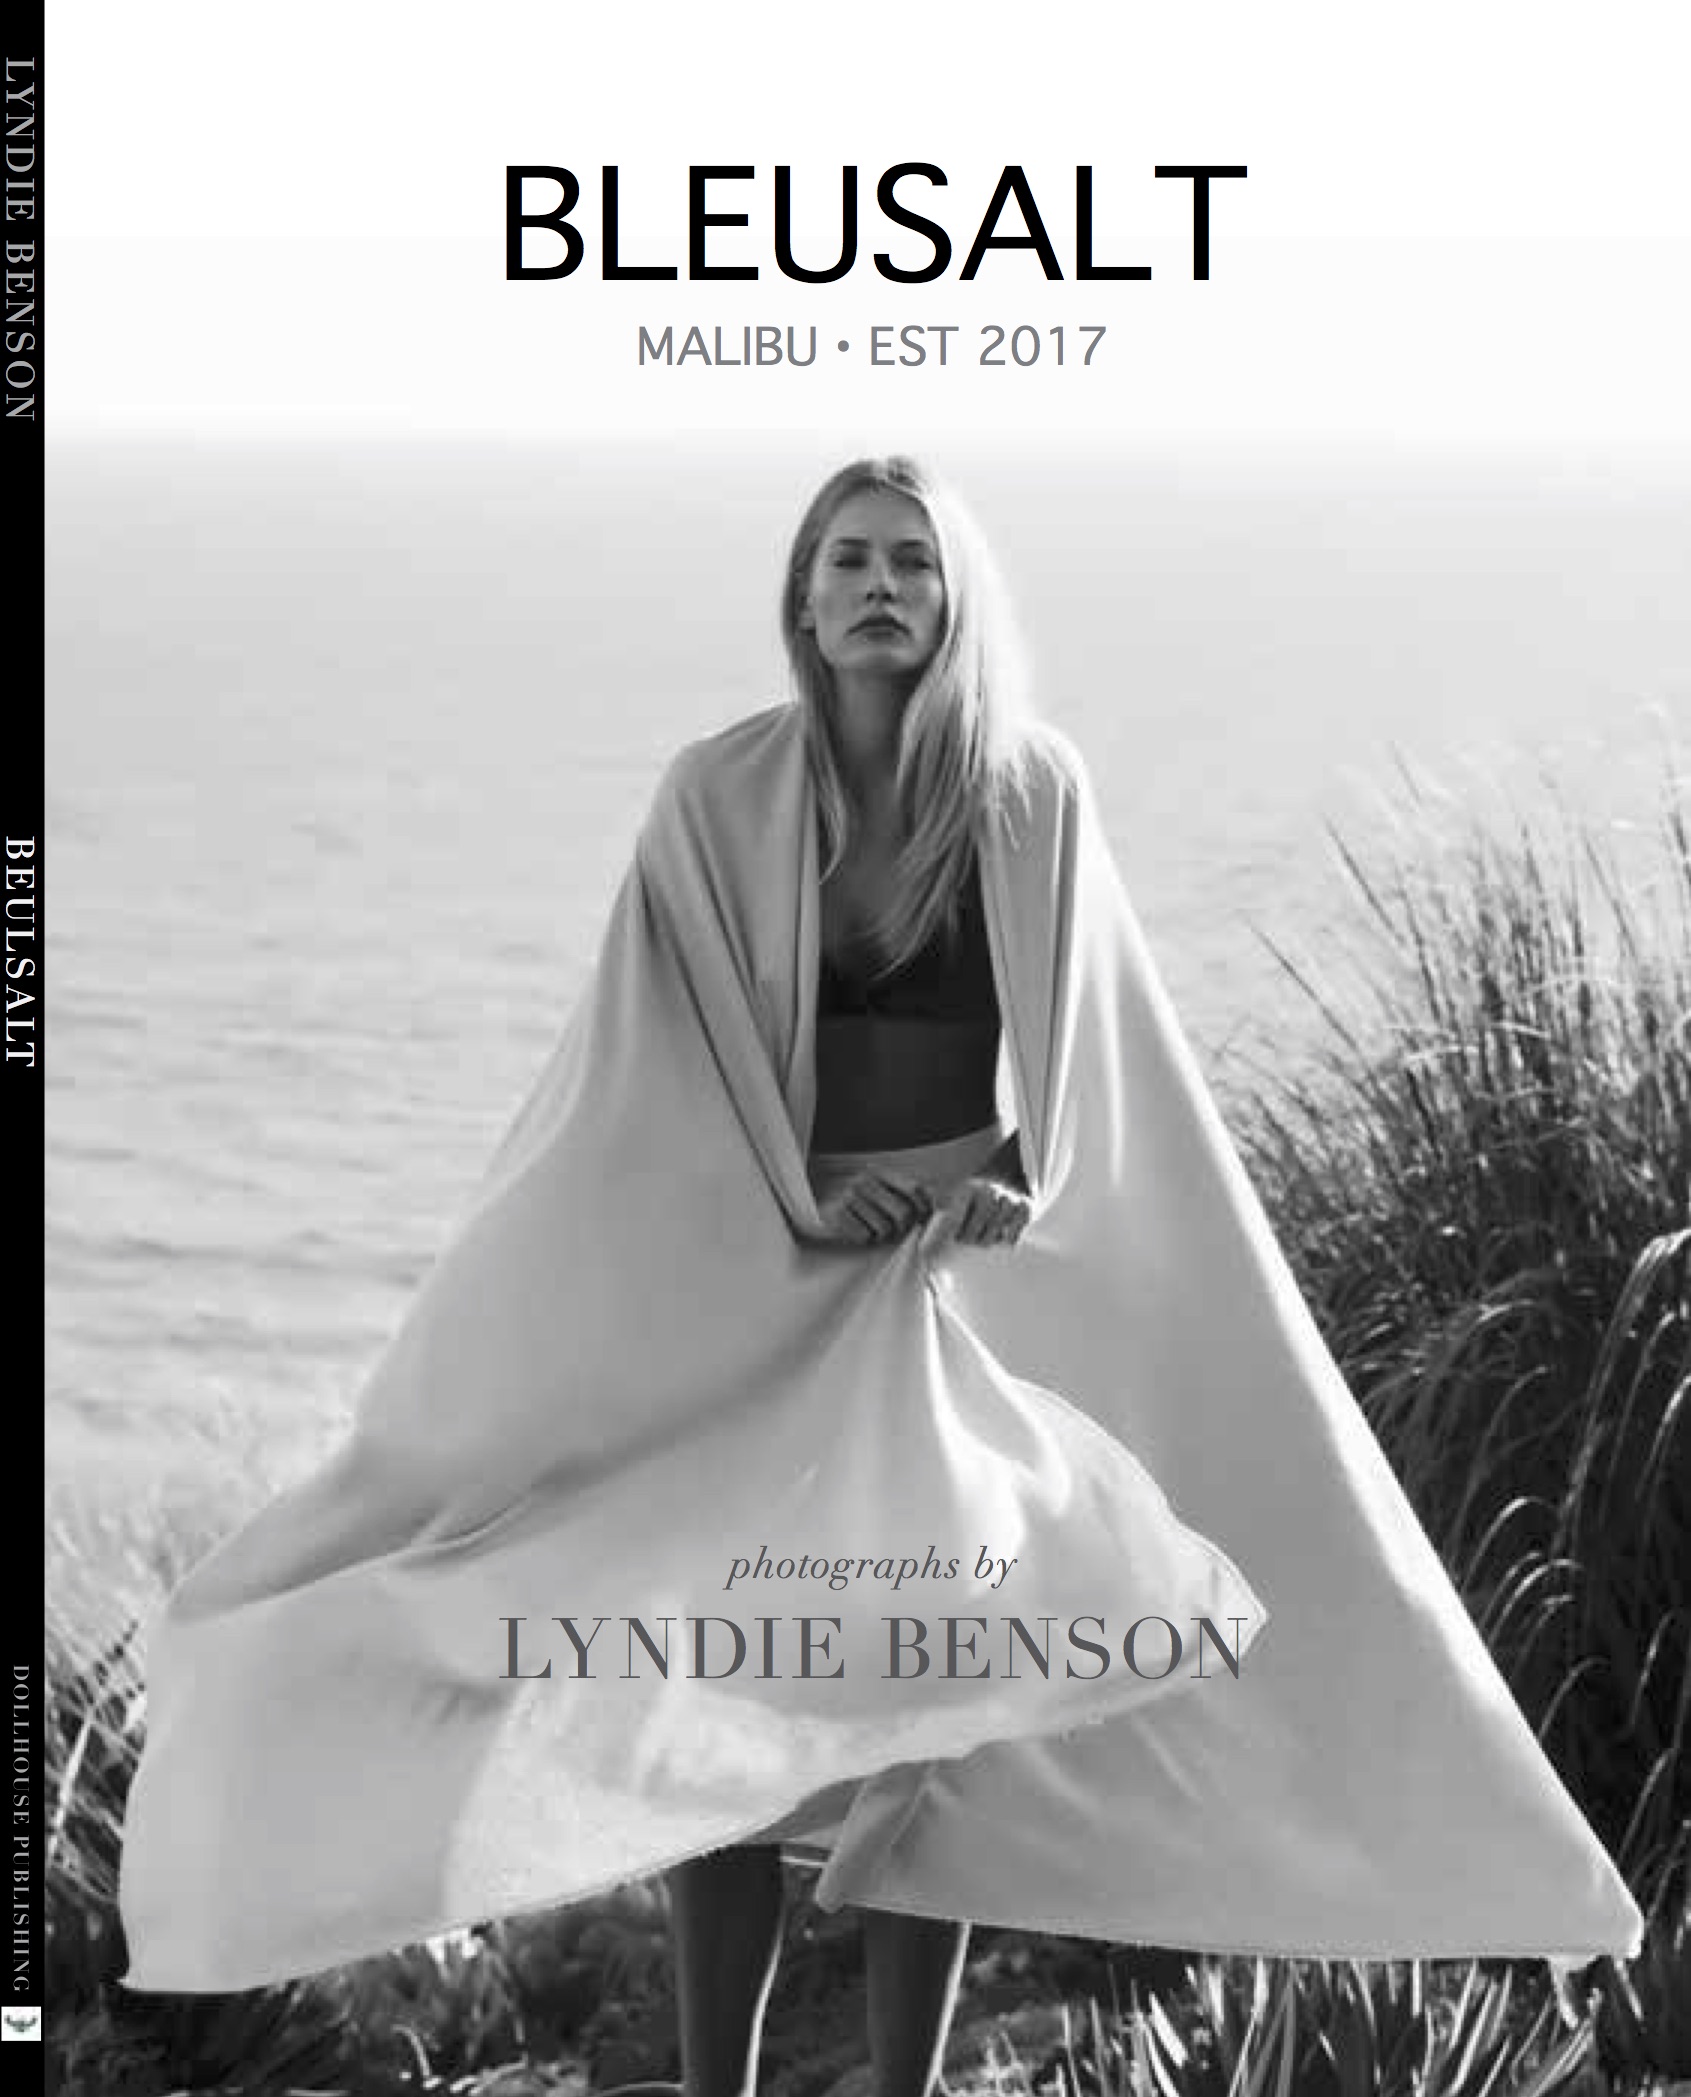 LYNDIE BENSON
BEULSALT
DOLLHOUSE PUBLISHING
BLEUSALT
MALIBU • EST 2017
photographs by
LYNDIE BENSON